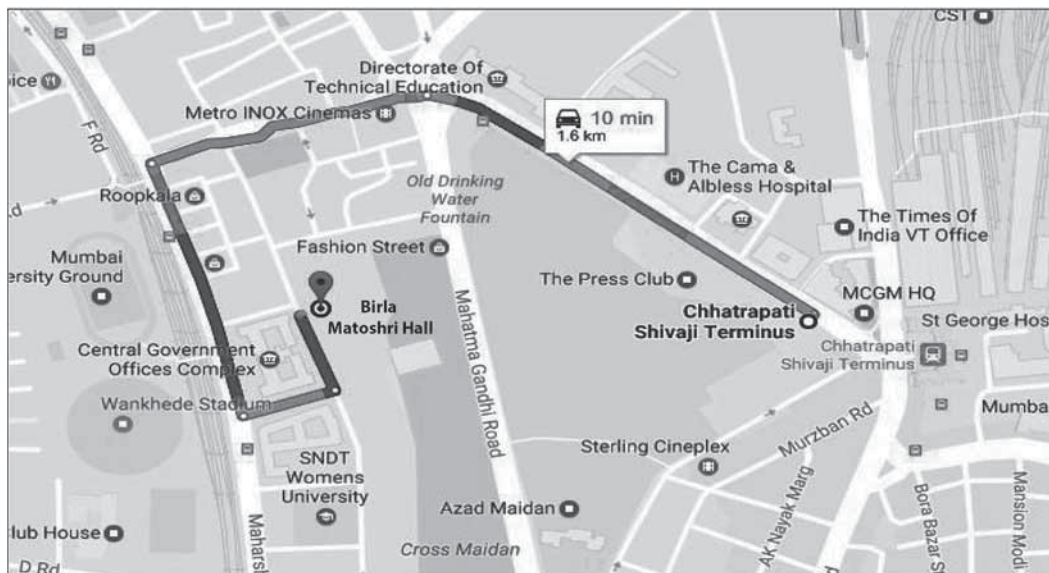 CST
Directorate Of
Technical Education
oice
Metro INOX Cinemas
10 min
1.6 km
F Rd
The Cama &
Albless Hospital
Roopkala
Rd
Old Drinking
Water
Fountain
The Times Of
India VT Office
Fashion Street
Mumbai
ersity Ground
The Press Club
MCGM HQ
Birla
Matoshri Hall
Chhatrapati
Shivaji Terminus
St George Hos
Chhatrapati
Shivaji Terminus
Central Government
Offices Complex
Mahatma Gandhi Road
Wankhede Stadium
Mumba
Murzban Rd
Sterling Cineplex
SNDT
Womens
University
AK Nayak Marg
Bora Bazar S
Mansion Modi
Azad Maidan
lub House
Mahars
Cross Maidan
D Rd
d